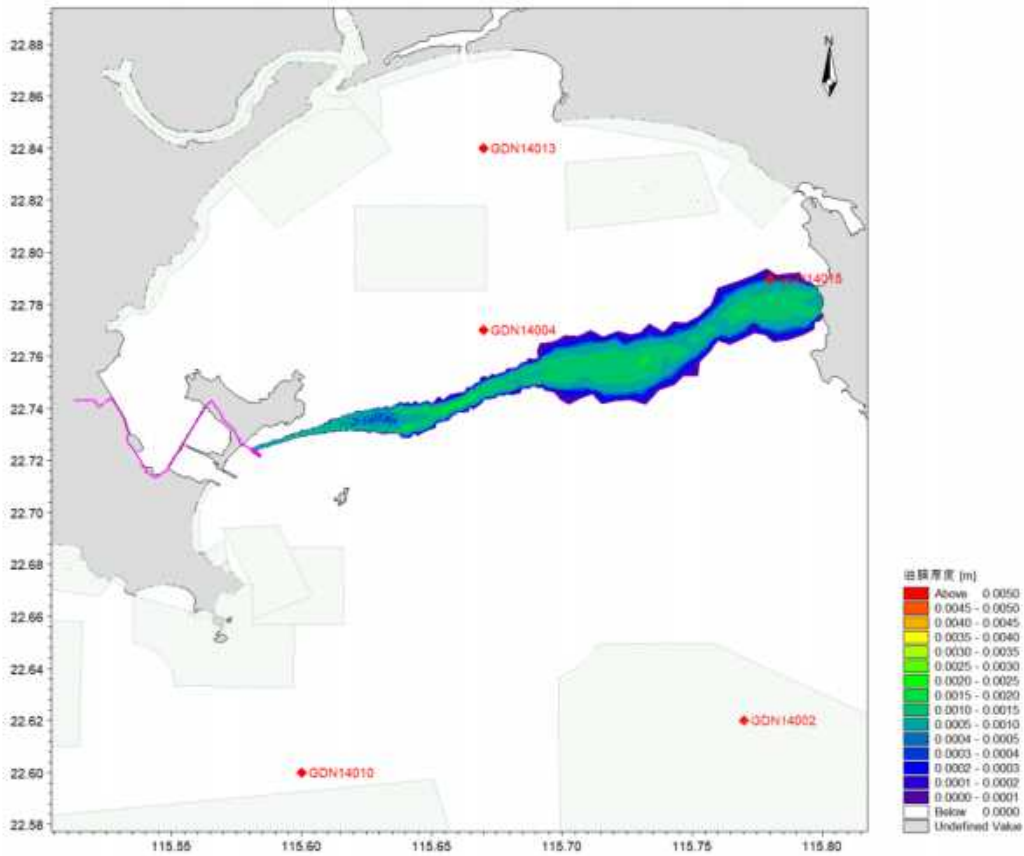 N
22.88
22.86
22.84
22.82
22.80
22.78
22.76
22.74
22.72
22.70
22.68
22.66
22.64
22.62
22.60
22.58
GDN14013
GDN14004
GDN14002
GDN14010
115.55
115.60
115.65
115.70
115.75
115.80
油膜厚度 [m]
Above 0.0050
0.0045 - 0.0050
0.0040 - 0.0045
0.0035 - 0.0040
0.0030 - 0.0035
0.0025 - 0.0030
0.0020 - 0.0025
0.0015 - 0.0020
0.0010 - 0.0015
0.0005 - 0.0010
0.0004 - 0.0005
0.0003 - 0.0004
0.0002 - 0.0003
0.0001 - 0.0002
0.0000 - 0.0001
Below 0.0000
Undefined Value